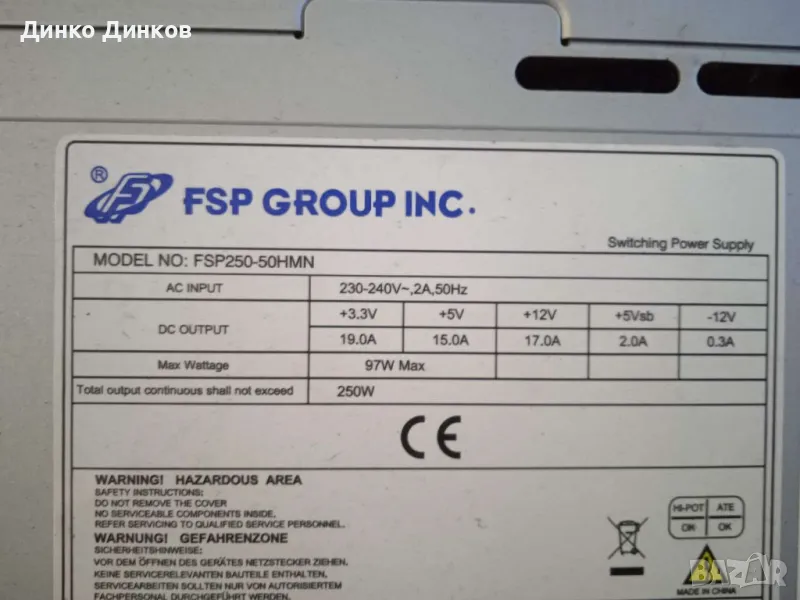 Динко Динков
® FSP GROUP INC.
Switching Power Supply
MODEL NO: FSP250-50HMN
AC INPUT 230-240V~,2A,50Hz
DC OUTPUT +3.3V +5V +12V +5Vsb -12V
19.0A 15.0A 17.0A 2.0A 0.3A
Max Wattage 97W Max
Total output continuous shall not exceed 250W
CE
WARNING! HAZARDOUS AREA
SAFETY INSTRUCTIONS:
DO NOT REMOVE THE COVER
NO SERVICEABLE COMPONENTS INSIDE,
REFER SERVICING TO QUALIFIED SERVICE PERSONNEL.
HI-POT ATE
OK OK
WARNUNG! GEFAHRENZONE
SICHERHEITSHINWEISE:
VOR DEM ÖFFNEN DES GERÄTES NETZSTECKER ZIEHEN.
KEINE SERVICERELEVANTEN BAUTEILE ENTHALTEN,
SERVICEARBEITEN SOLLTEN NUR VON AUTORISIERTEM
FACHPERSONAL DURCHGEFÜHRT WERDEN.
MADE IN CHINA
BAZAR